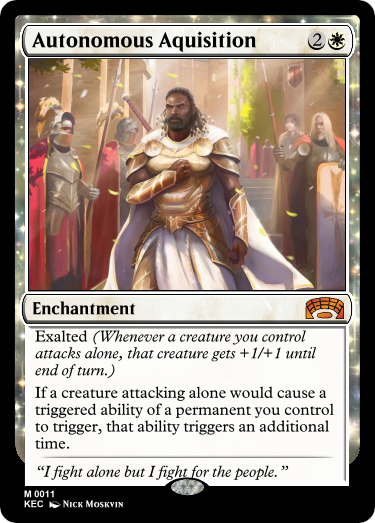 Autonomous Aquisition 2
Enchantment
Exalted (Whenever a creature you control
attacks alone, that creature gets +1/+1 until
end of turn.)
If a creature attacking alone would cause a
triggered ability of a permanent you control
to trigger, that ability triggers an additional
time.
“I fight alone but I fight for the people.”
M 0011
KEC Nick Moskvin